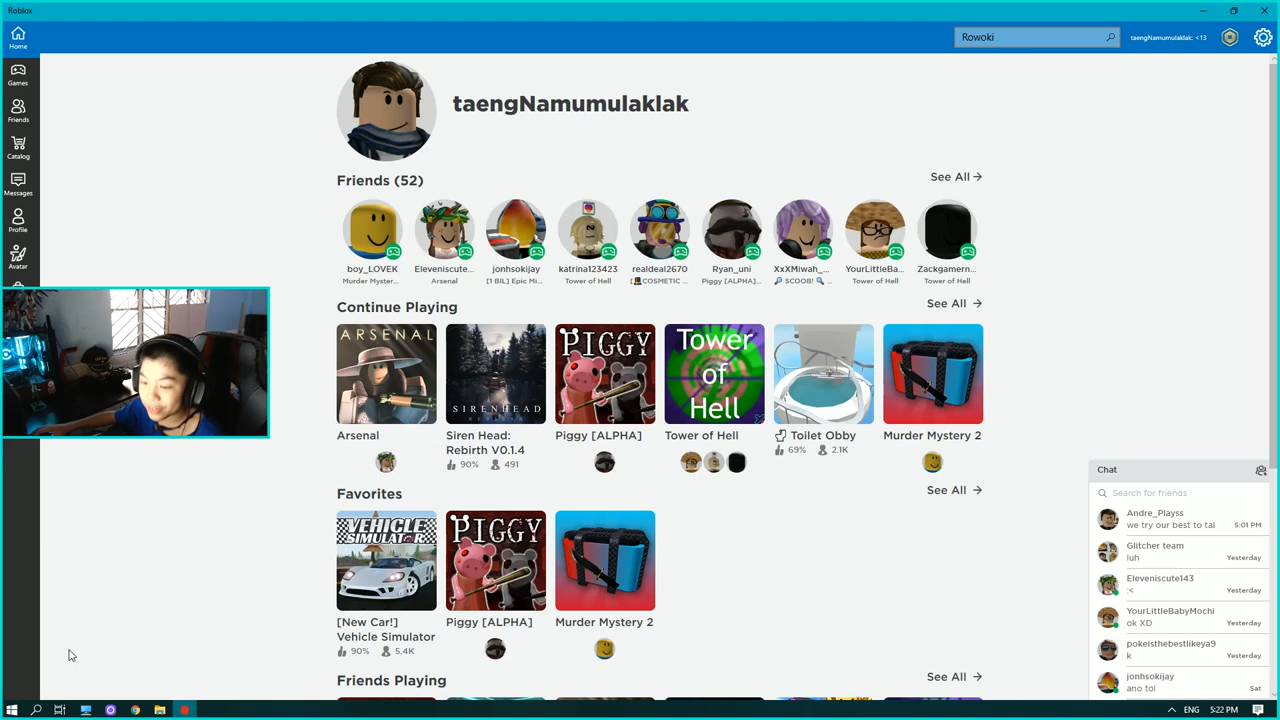 Roblox
Home
Rowoki
taengNamumulaklak: <13
Games
Friends
Catalog
Messages
Profile
Avatar
taengNamumulaklak
Friends (52)
See All
boy_LOVEK
Murder Myster...
Eleveniscute...
Arsenal
jonhsokijay
[1 BIL] Epic Mi...
katrina123423
Tower of Hell
realdeal2670
[🎩COSMETIC ...
Ryan_uni
Piggy [ALPHA]...
XxXMiwah_...
🔎 SCOOB! 🔍 ...
YourLittleBa...
Tower of Hell
Zackgamern...
Tower of Hell
Continue Playing
See All
ARSENAL
SIRENHEAD
PIGGY
Tower
of
Hell
Arsenal
Siren Head:
Rebirth V0.1.4
90% 491
Piggy [ALPHA]
Tower of Hell
Toilet Obby
69% 2.1K
Murder Mystery 2
Favorites
See All
VEHICLE
SIMULATOR
PIGGY
[New Car!]
Vehicle Simulator
90% 5.4K
Piggy [ALPHA]
Murder Mystery 2
Friends Playing
See All
Chat
Search for friends
Andre_Playss
we try our best to tal
5:01 PM
Glitcher team
luh
Yesterday
Eleveniscute143
:<
Yesterday
YourLittleBabyMochi
ok XD
Yesterday
pokeisthebestlikeya9
k
Yesterday
jonhsokijay
ano to!
Sat
ENG
5:22 PM